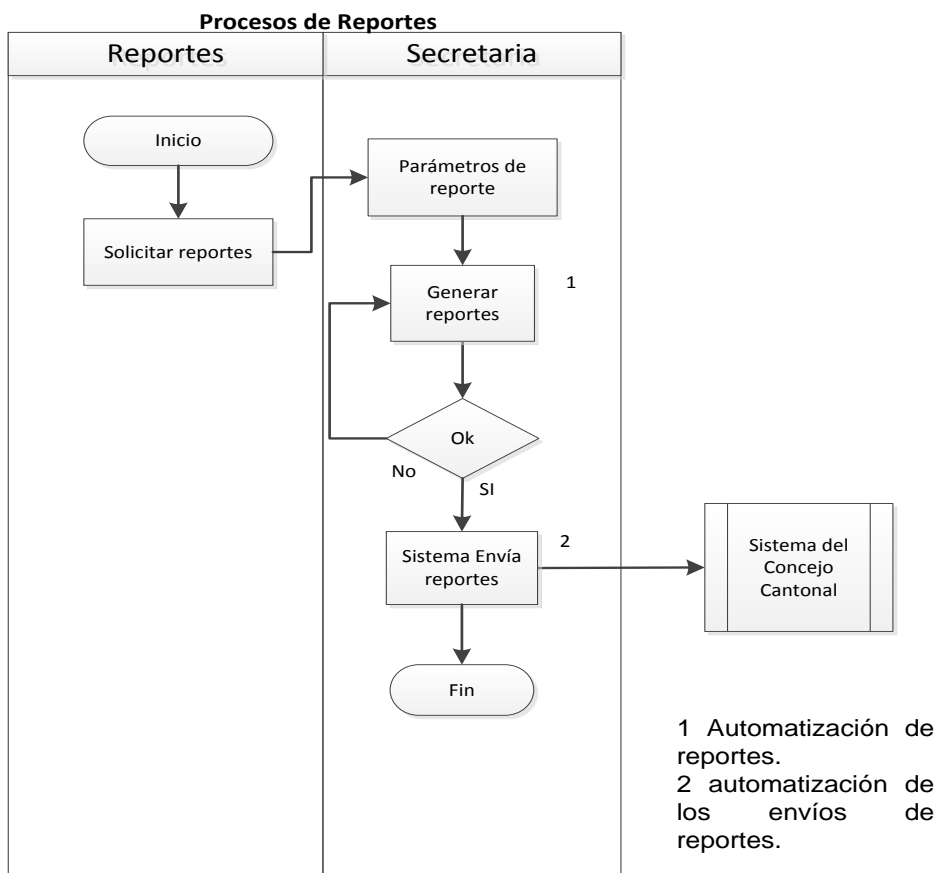 Procesos de Reportes
Reportes
Secretaria
Inicio
Solicitar reportes
Parámetros de
reporte
Generar
reportes
1
Ok
No
SI
Sistema Envía
reportes
2
Sistema del
Concejo
Cantonal
Fin
1 Automatización de
reportes.
2 automatización de
los envíos de
reportes.